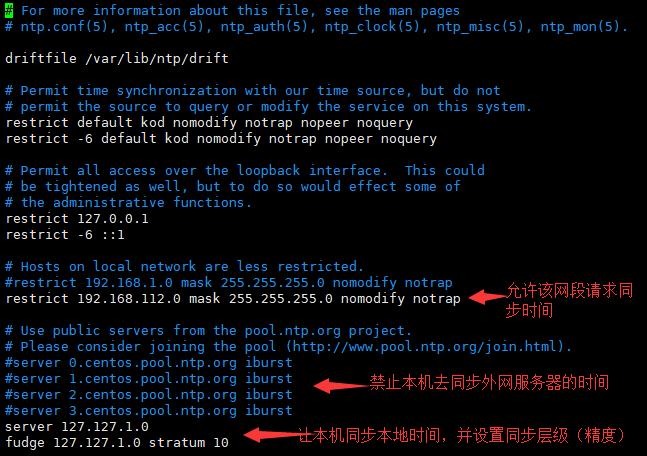 # For more information about this file, see the man pages
# ntp.conf(5), ntp_acc(5), ntp_auth(5), ntp_clock(5), ntp_misc(5), ntp_mon(5).
driftfile /var/lib/ntp/drift
# Permit time synchronization with our time source, but do not
# permit the source to query or modify the service on this system.
restrict default kod nomodify notrap nopeer noquery
restrict -6 default kod nomodify notrap nopeer noquery
# Permit all access over the loopback interface.  This could
# be tightened as well, but to do so would effect some of
# the administrative functions.
restrict 127.0.0.1
restrict -6 ::1
# Hosts on local network are less restricted.
#restrict 192.168.1.0 mask 255.255.255.0 nomodify notrap
restrict 192.168.112.0 mask 255.255.255.0 nomodify notrap
允许该网段请求同
步时间
# Use public servers from the pool.ntp.org project.
# Please consider joining the pool (http://www.pool.ntp.org/join.html).
#server 0.centos.pool.ntp.org iburst
#server 1.centos.pool.ntp.org iburst
#server 2.centos.pool.ntp.org iburst
#server 3.centos.pool.ntp.org iburst
禁止本机去同步外网服务器的时间
server 127.127.1.0
fudge 127.127.1.0 stratum 10
让本机同步本地时间，并设置同步层级（精度）